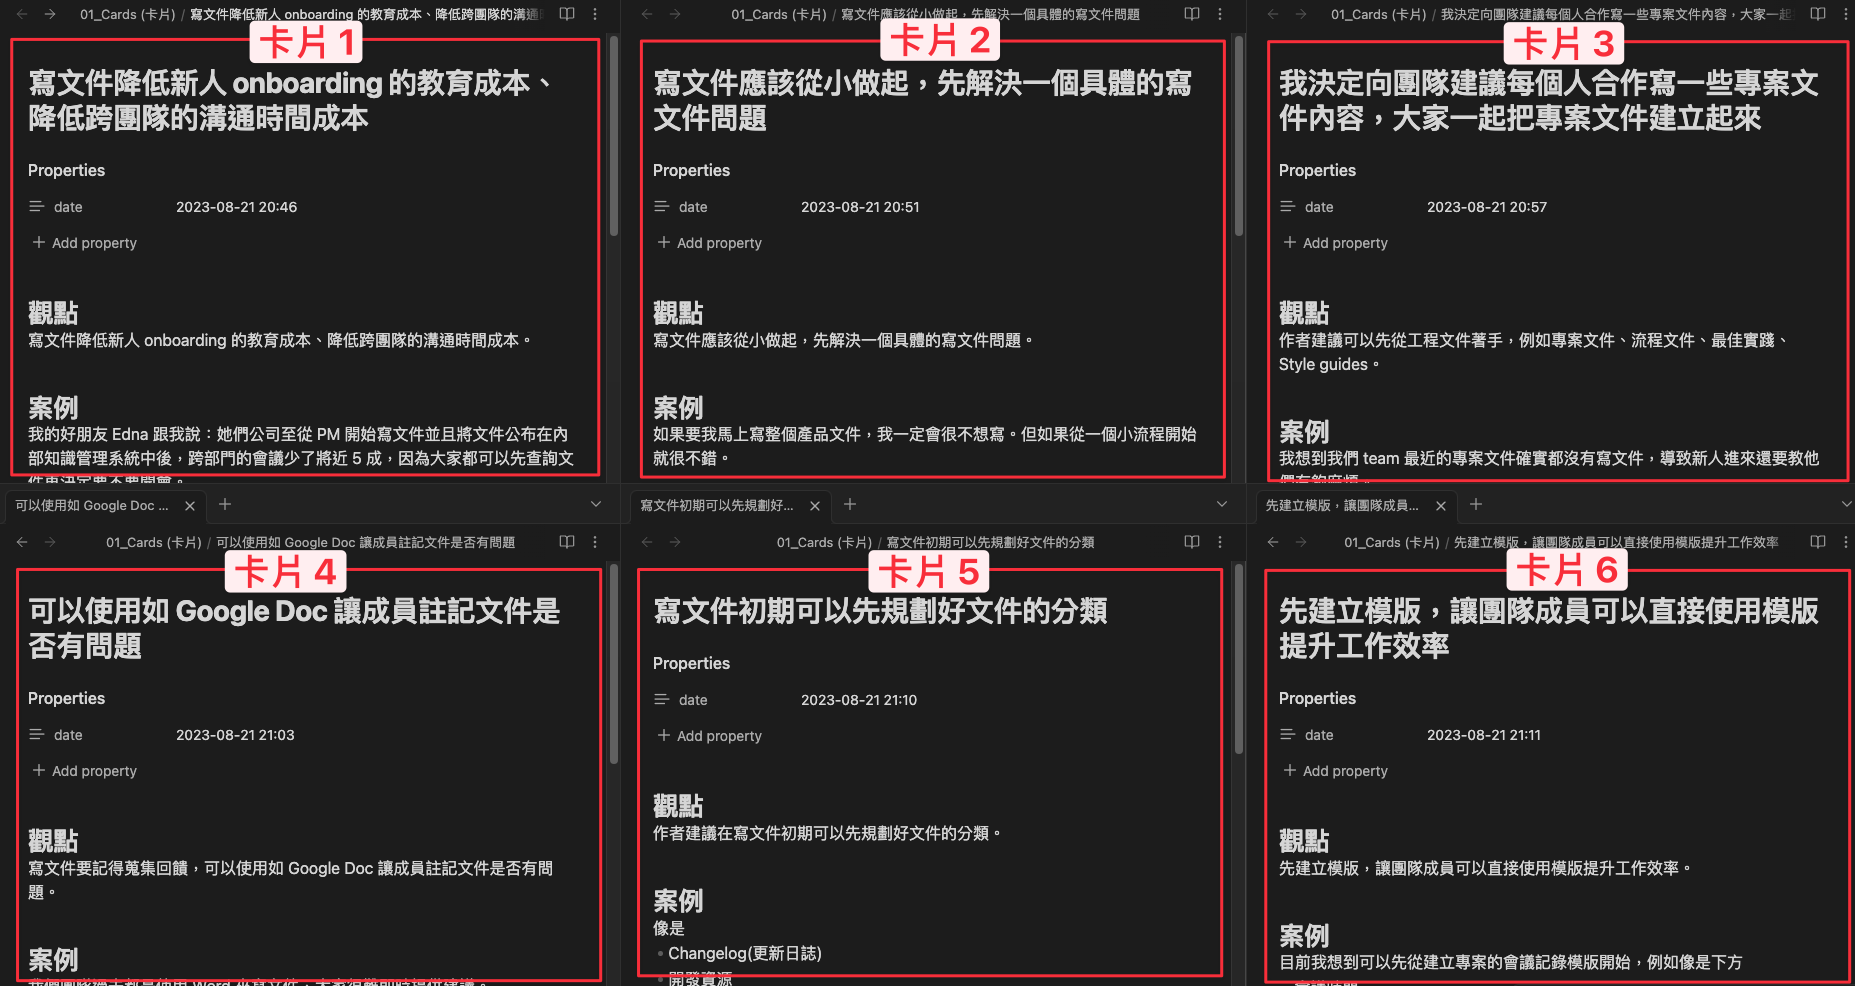 01_Cards (卡片) / 寫文件降低新人 onboarding 的教育成本、降低跨團隊的溝通
卡片 1
寫文件降低新人 onboarding 的教育成本、
降低跨團隊的溝通時間成本
Properties
date 2023-08-21 20:46
Add property
觀點
寫文件降低新人 onboarding 的教育成本、降低跨團隊的溝通時間成本。
案例
我的好朋友 Edna 跟我說：她們公司至從 PM 開始寫文件並且將文件公布在內
部知識管理系統中後，跨部門的會議少了將近 5 成，因為大家都可以先查詢文
件再決定要不要開會。
01_Cards (卡片) / 寫文件應該從小做起，先解決一個具體的寫文件問題
卡片 2
寫文件應該從小做起，先解決一個具體的寫
文件問題
Properties
date 2023-08-21 20:51
Add property
觀點
寫文件應該從小做起，先解決一個具體的寫文件問題。
案例
如果要我馬上寫整個產品文件，我一定會很不想寫。但如果從一個小流程開始
就很不錯。
01_Cards (卡片) / 我決定向團隊建議每個人合作寫一些專案文件內容，大家一起
卡片 3
我決定向團隊建議每個人合作寫一些專案文
件內容，大家一起把專案文件建立起來
Properties
date 2023-08-21 20:57
Add property
觀點
作者建議可以先從工程文件著手，例如專案文件、流程文件、最佳實踐、
Style guides。
案例
我想到我們 team 最近的專案文件確實都沒有寫文件，導致新人進來還要教他
們有的麻煩。
可以使用如 Google Doc ...
01_Cards (卡片) / 可以使用如 Google Doc 讓成員註記文件是否有問題
卡片 4
可以使用如 Google Doc 讓成員註記文件是
否有問題
Properties
date 2023-08-21 21:03
Add property
觀點
寫文件要記得蒐集回饋，可以使用如 Google Doc 讓成員註記文件是否有問
題。
案例
寫文件初期可以先規劃好...
01_Cards (卡片) / 寫文件初期可以先規劃好文件的分類
卡片 5
寫文件初期可以先規劃好文件的分類
Properties
date 2023-08-21 21:10
Add property
觀點
作者建議在寫文件初期可以先規劃好文件的分類。
案例
像是
Changelog(更新日誌)
開發資源
先建立模版，讓團隊成員...
01_Cards (卡片) / 先建立模版，讓團隊成員可以直接使用模版提升工作效率
卡片 6
先建立模版，讓團隊成員可以直接使用模版
提升工作效率
Properties
date 2023-08-21 21:11
Add property
觀點
先建立模版，讓團隊成員可以直接使用模版提升工作效率。
案例
目前我想到可以先從建立專案的會議記錄模版開始，例如像是下方